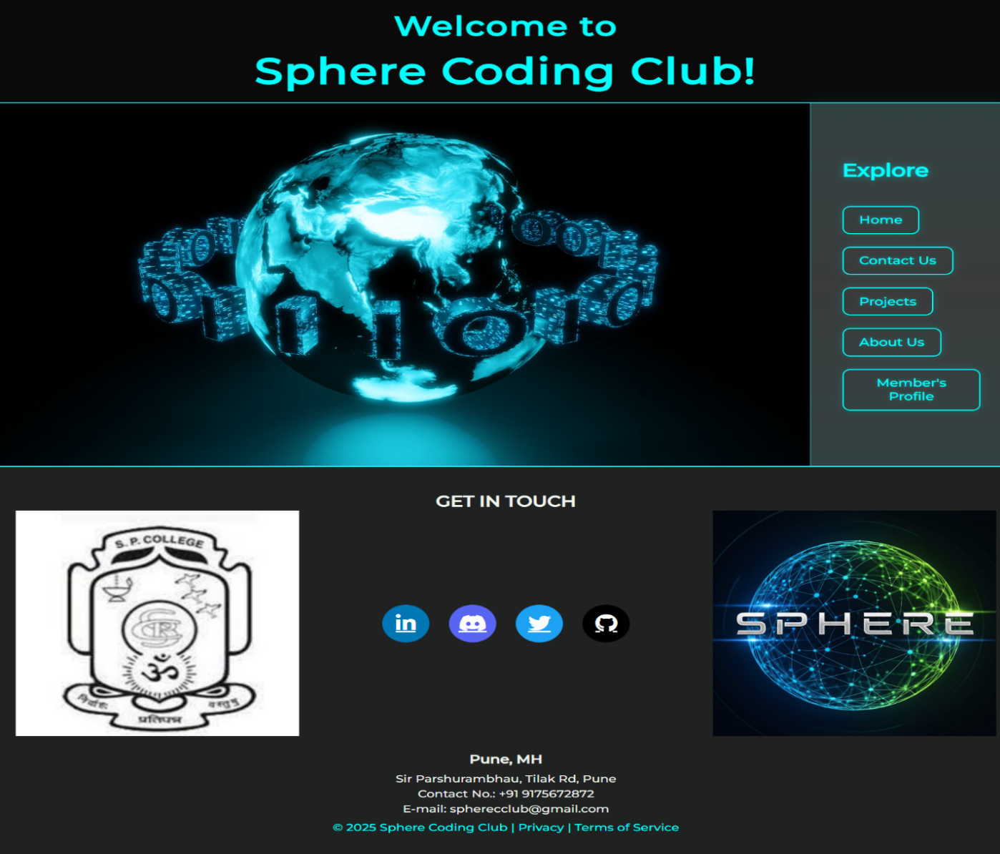 Welcome to
Sphere Coding Club!
Explore
Home
Contact Us
Projects
About Us
Member's
Profile
GET IN TOUCH
S. P. COLLEGE
ॐ
निर्वाहः
प्रतिपन्न
वस्तुषु
in
SPHERE
Pune, MH
Sir Parshurambhau, Tilak Rd, Pune
Contact No.: +91 9175672872
E-mail: spherecclub@gmail.com
© 2025 Sphere Coding Club | Privacy | Terms of Service